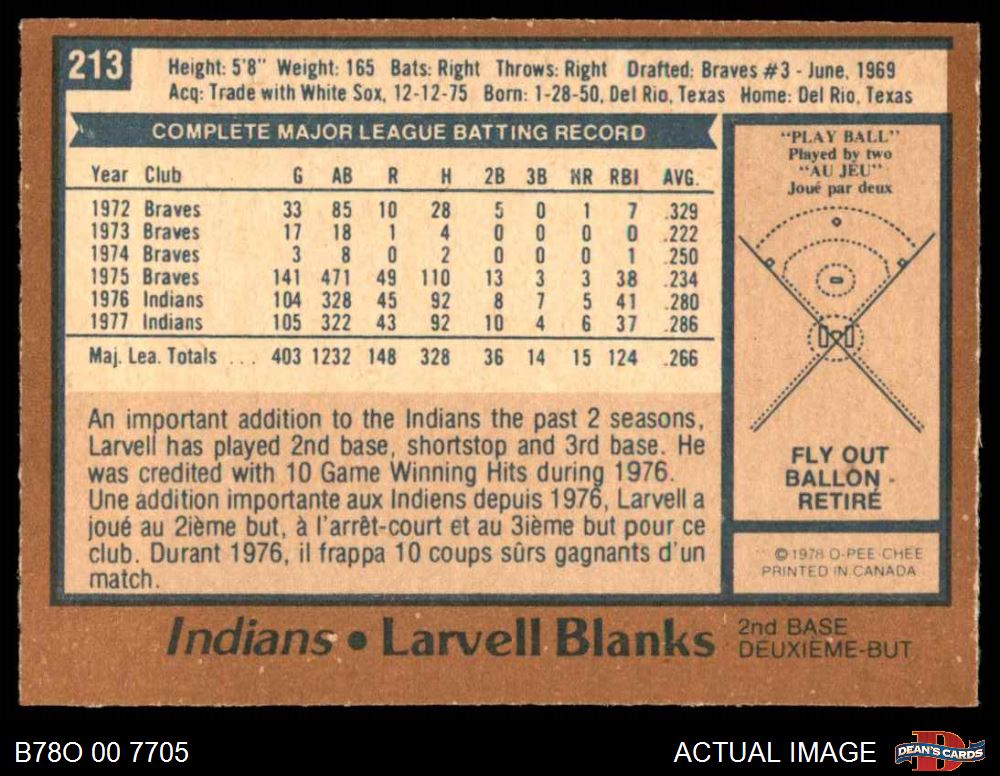 213
Height: 5'8" Weight: 165 Bats: Right Throws: Right Drafted: Braves #3 - June, 1969
Acq: Trade with White Sox, 12-12-75 Born: 1-28-50, Del Rio, Texas Home: Del Rio, Texas
COMPLETE MAJOR LEAGUE BATTING RECORD
Year Club G AB R H 2B 3B HR RBI AVG.
1972 Braves 33 85 10 28 5 0 1 7 .329
1973 Braves 17 18 1 4 0 0 0 0 .222
1974 Braves 3 8 0 2 0 0 0 1 .250
1975 Braves 141 471 49 110 13 3 3 38 .234
1976 Indians 104 328 45 92 8 7 5 41 .280
1977 Indians 105 322 43 92 10 4 6 37 .286
Maj. Lea. Totals ... 403 1232 148 328 36 14 15 124 .266
An important addition to the Indians the past 2 seasons,
Larvell has played 2nd base, shortstop and 3rd base. He
was credited with 10 Game Winning Hits during 1976.
Une addition importante aux Indiens depuis 1976, Larvell a
joué au 2ième but, à l'arrêt-court et au 3ième but pour ce
club. Durant 1976, il frappa 10 coups sûrs gagnants d'un
match.
"PLAY BALL"
Played by two
"AU JEU"
Joué par deux
FLY OUT
BALLON -
RETIRÉ
©1978 O-PEE-CHEE
PRINTED IN CANADA
Indians • Larvell Blanks
2nd BASE
DEUXIÈME-BUT
B78O 00 7705
ACTUAL IMAGE
DEAN'S CARDS